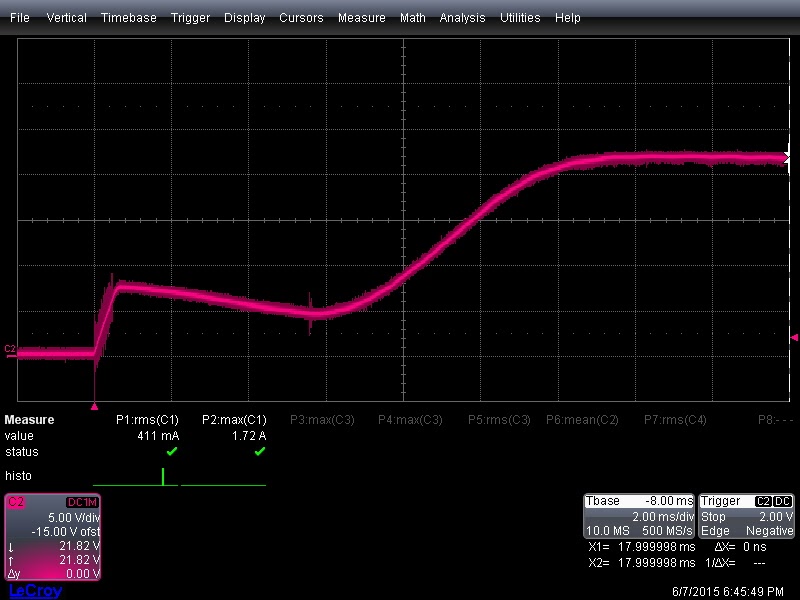 File Vertical Timebase Trigger Display Cursors Measure Math Analysis Utilities Help
C2
Measure P1:rms(C1) P2:max(C1) P3:max(C3) P4:max(C3) P5:rms(C3) P6:mean(C2) P7:rms(C4) P8:- - -
value 411 mA 1.72 A
status
histo
C2 DC1M
5.00 V/div
-15.00 V ofst
↓ 21.82 V
↑ 21.82 V
Δy 0.00 V
Tbase -8.00 ms
2.00 ms/div
10.0 MS 500 MS/s
Trigger C2 DC
Stop 2.00 V
Edge Negative
X1= 17.999998 ms ΔX= 0 ns
X2= 17.999998 ms 1/ΔX= ---
LeCroy
6/7/2015 6:45:49 PM